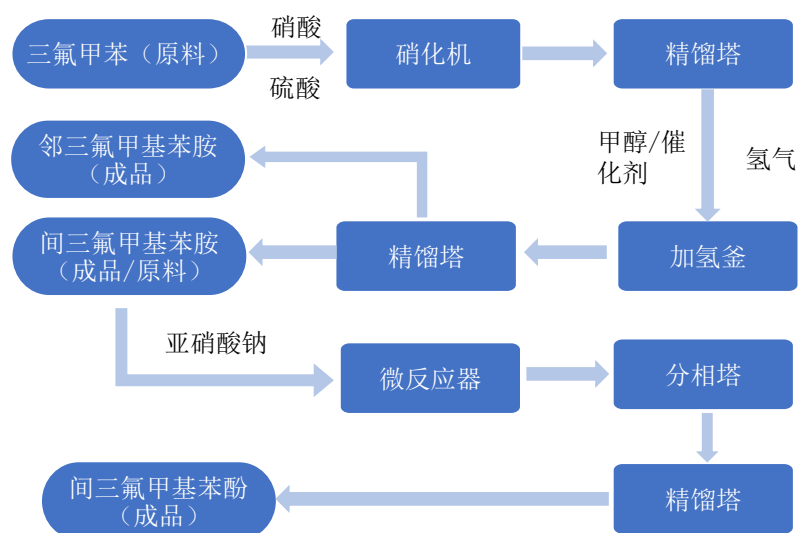 三氟甲苯（原料）
硝酸
硫酸
硝化机
精馏塔
甲醇/催
化剂
氢气
加氢釜
精馏塔
邻三氟甲基苯胺
（成品）
间三氟甲基苯胺
（成品/原料）
亚硝酸钠
微反应器
分相塔
精馏塔
间三氟甲基苯酚
（成品）